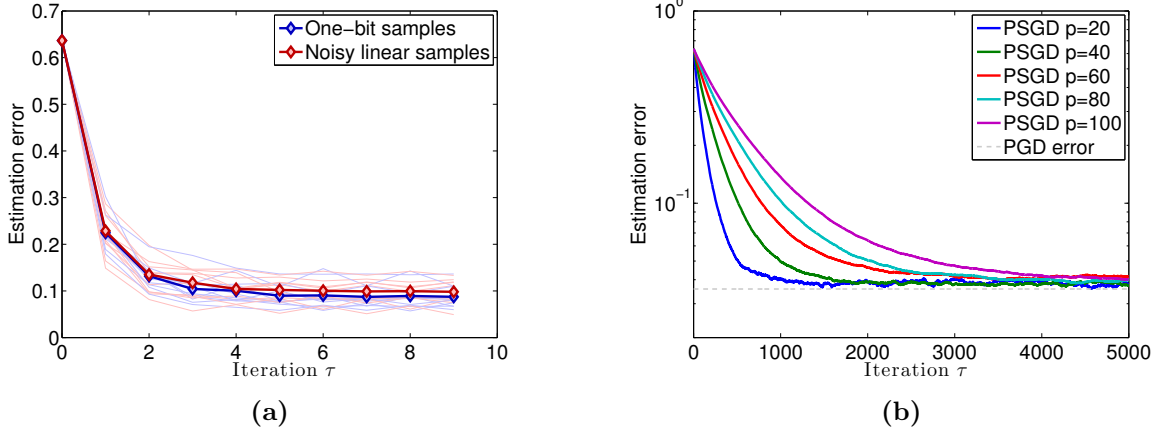 0.7
0.6
0.5
0.4
0.3
0.2
0.1
0
0 2 4 6 8 10
Estimation error
Iteration τ
One-bit samples
Noisy linear samples
(a)
10^0
10^-1
0 1000 2000 3000 4000 5000
Estimation error
Iteration τ
PSGD p=20
PSGD p=40
PSGD p=60
PSGD p=80
PSGD p=100
PGD error
(b)